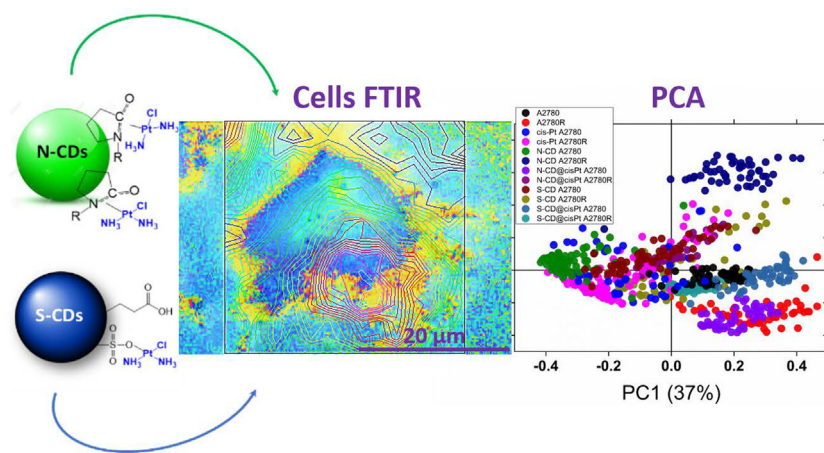 Cells FTIR
PCA
N-CDs
O
N
R
Cl
Pt
NH3
H3N
O
N
R
Cl
Pt
NH3
NH3
S-CDs
O
OH
O
S
O
O
Cl
Pt
NH3
NH3
20 μm
A2780
A2780R
cis-Pt A2780
cis-Pt A2780R
N-CD A2780
N-CD A2780R
N-CD@cisPt A2780
N-CD@cisPt A2780R
S-CD A2780
S-CD A2780R
S-CD@cisPt A2780
S-CD@cisPt A2780R
-0.4 -0.2 0.0 0.2 0.4
PC1 (37%)